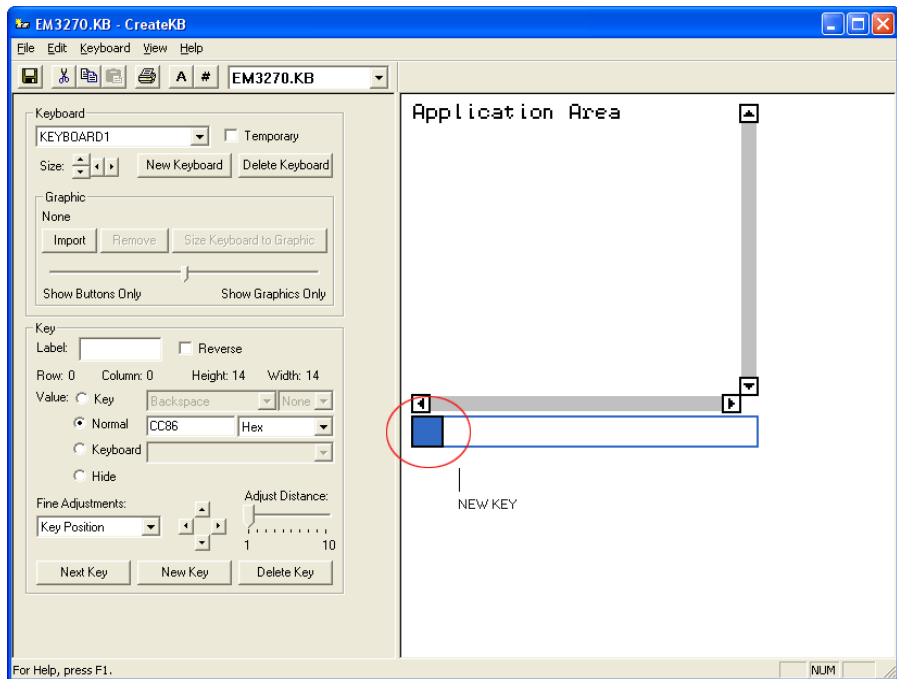 EM3270.KB - CreateKB
File Edit Keyboard View Help
A # EM3270.KB
Keyboard
KEYBOARD1 Temporary
Size: New Keyboard Delete Keyboard
Graphic
None
Import Remove Size Keyboard to Graphic
Show Buttons Only Show Graphics Only
Key
Label: Reverse
Row: 0 Column: 0 Height: 14 Width: 14
Value: Key Backspace None
Normal CC86 Hex
Keyboard
Hide
Fine Adjustments: Adjust Distance:
Key Position
1 10
Next Key New Key Delete Key
Application Area
NEW KEY
For Help, press F1. NUM